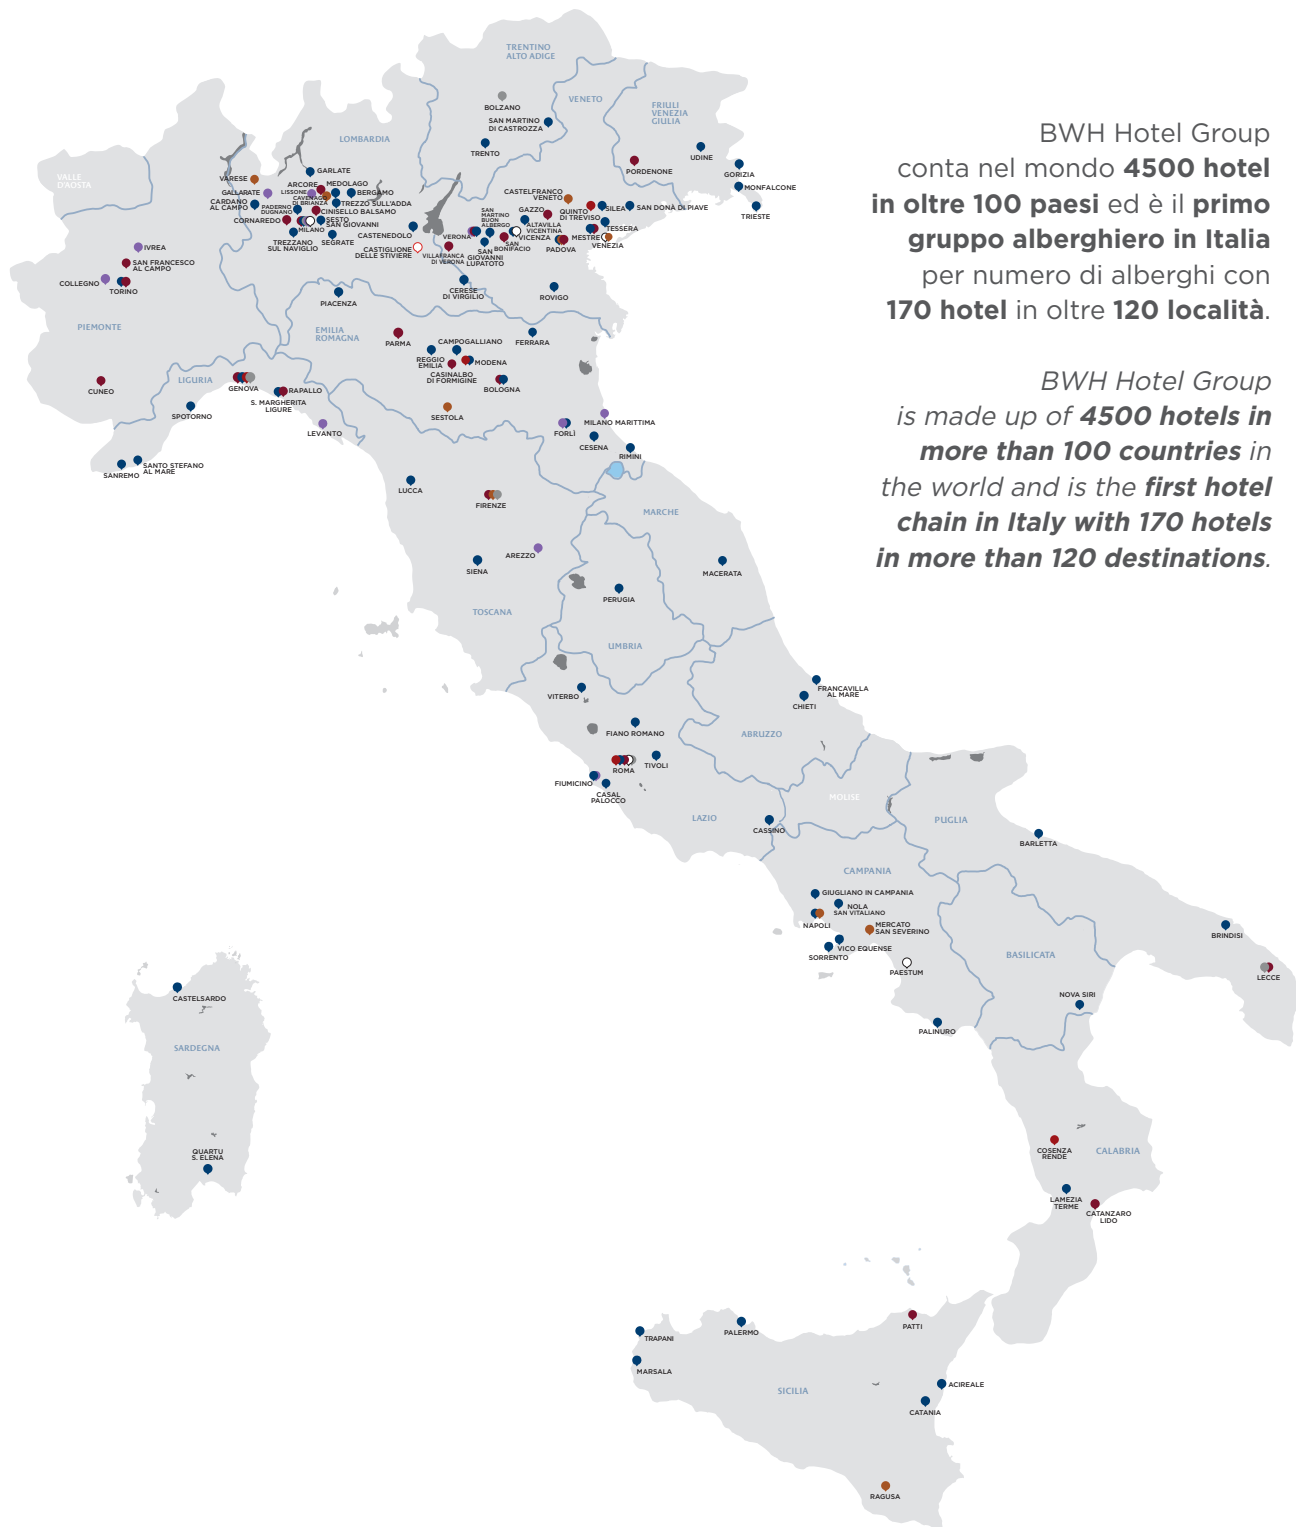 BWH Hotel Group
conta nel mondo 4500 hotel
in oltre 100 paesi ed è il primo
gruppo alberghiero in Italia
per numero di alberghi con
170 hotel in oltre 120 località.
BWH Hotel Group
is made up of 4500 hotels in
more than 100 countries in
the world and is the first hotel
chain in Italy with 170 hotels
in more than 120 destinations.
TRENTINO
ALTO ADIGE
BOLZANO
VENETO
FRIULI
VENEZIA
GIULIA
SAN MARTINO
DI CASTROZZA
TRENTO
LOMBARDIA
UDINE
PORDENONE
GORIZIA
MONFALCONE
TRIESTE
VALLE
D'AOSTA
GARLATE
VARESE
ARCORE
MEDOLAGO
LISSONE
BERGAMO
GALLARATE
CAVENAGO
DI BRIANZA
CARDANO
AL CAMPO
TREZZO SULL'ADDA
PADERNO
DUGNANO
CINISELLO BALSAMO
CORNAREDO
SESTO
SAN GIOVANNI
MILANO
SEGRATE
TREZZANO
SUL NAVIGLIO
CASTENEDOLO
CASTIGLIONE
DELLE STIVIERE
CASTELFRANCO
VENETO
QUINTO
DI TREVISO
SILEA
SAN DONÀ DI PIAVE
TESSERA
MESTRE
VENEZIA
GAZZO
SAN
MARTINO
BUON
ALBERGO
ALTAVILLA
VICENTINA
VICENZA
VERONA
SAN
BONIFACIO
PADOVA
VILLAFRANCA
DI VERONA
SAN
GIOVANNI
LUPATOTO
CERESE
DI VIRGILIO
ROVIGO
IVREA
SAN FRANCESCO
AL CAMPO
COLLEGNO
TORINO
PIEMONTE
CUNEO
PIACENZA
EMILIA
ROMAGNA
PARMA
CAMPOGALLIANO
FERRARA
REGGIO
EMILIA
MODENA
CASINALBO
DI FORMIGINE
BOLOGNA
SESTOLA
LIGURIA
GENOVA
RAPALLO
S. MARGHERITA
LIGURE
SPOTORNO
LEVANTO
SANREMO
SANTO STEFANO
AL MARE
MILANO MARITTIMA
FORLÌ
CESENA
RIMINI
LUCCA
FIRENZE
MARCHE
AREZZO
SIENA
MACERATA
PERUGIA
TOSCANA
UMBRIA
VITERBO
FRANCAVILLA
AL MARE
CHIETI
FIANO ROMANO
ABRUZZO
ROMA
TIVOLI
FIUMICINO
CASAL
PALOCCO
MOLISE
LAZIO
CASSINO
PUGLIA
BARLETTA
CAMPANIA
GIUGLIANO IN CAMPANIA
NOLA
SAN VITALIANO
NAPOLI
MERCATO
SAN SEVERINO
VICO EQUENSE
SORRENTO
PAESTUM
BRINDISI
BASILICATA
LECCE
NOVA SIRI
PALINURO
CASTELSARDO
SARDEGNA
QUARTU
S. ELENA
COSENZA
RENDE
CALABRIA
LAMEZIA
TERME
CATANZARO
LIDO
PATTI
PALERMO
TRAPANI
MARSALA
SICILIA
ACIREALE
CATANIA
RAGUSA